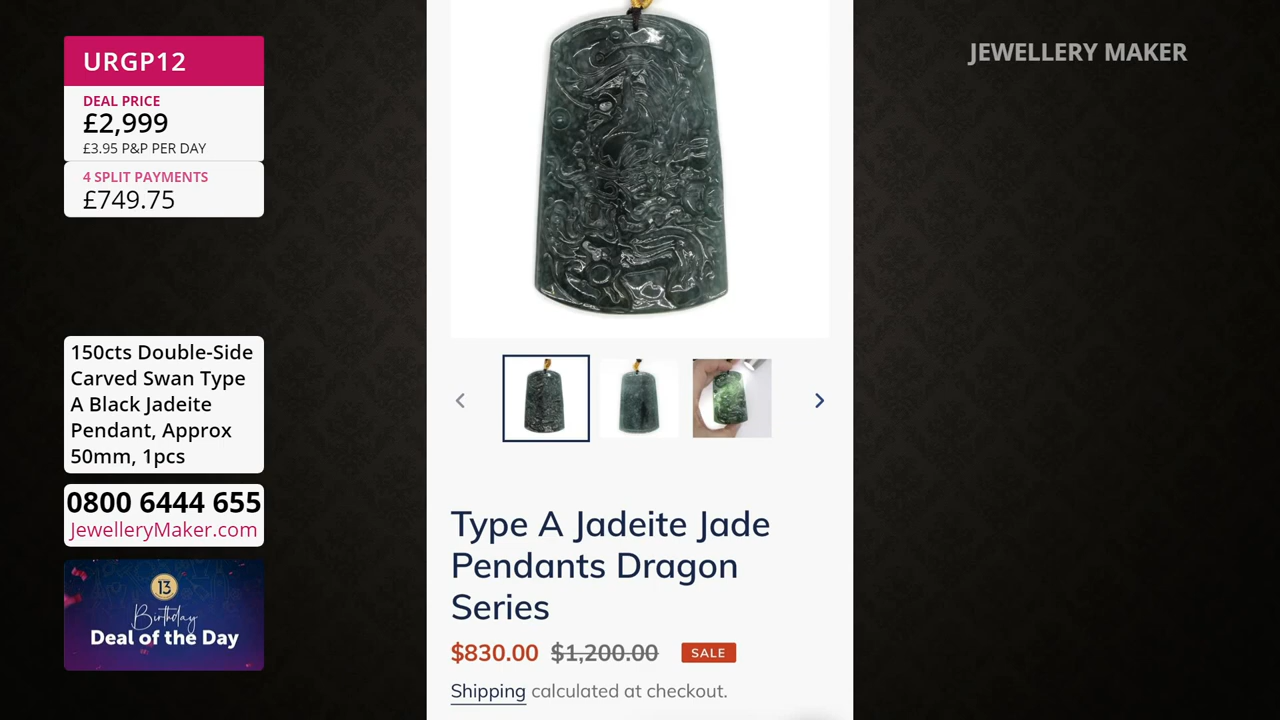 URGP12
DEAL PRICE
£2,999
£3.95 P&P PER DAY
4 SPLIT PAYMENTS
£749.75
150cts Double-Side
Carved Swan Type
A Black Jadeite
Pendant, Approx
50mm, 1pcs
0800 6444 655
JewelleryMaker.com
13
Birthday
Deal of the Day
JEWELLERY MAKER
Type A Jadeite Jade
Pendants Dragon
Series
$830.00 $1,200.00 SALE
Shipping calculated at checkout.